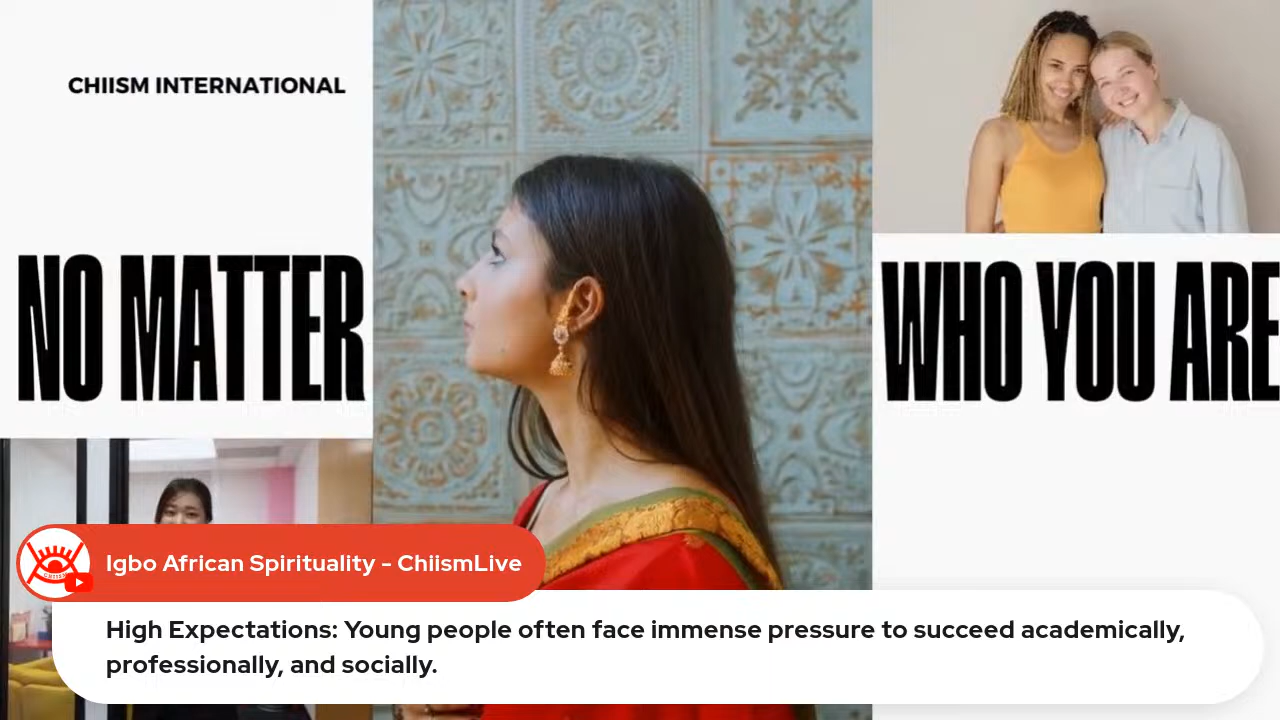 CHIISM INTERNATIONAL
NO MATTER
WHO YOU ARE
CHIISM
Igbo African Spirituality - ChiismLive
High Expectations: Young people often face immense pressure to succeed academically,
professionally, and socially.